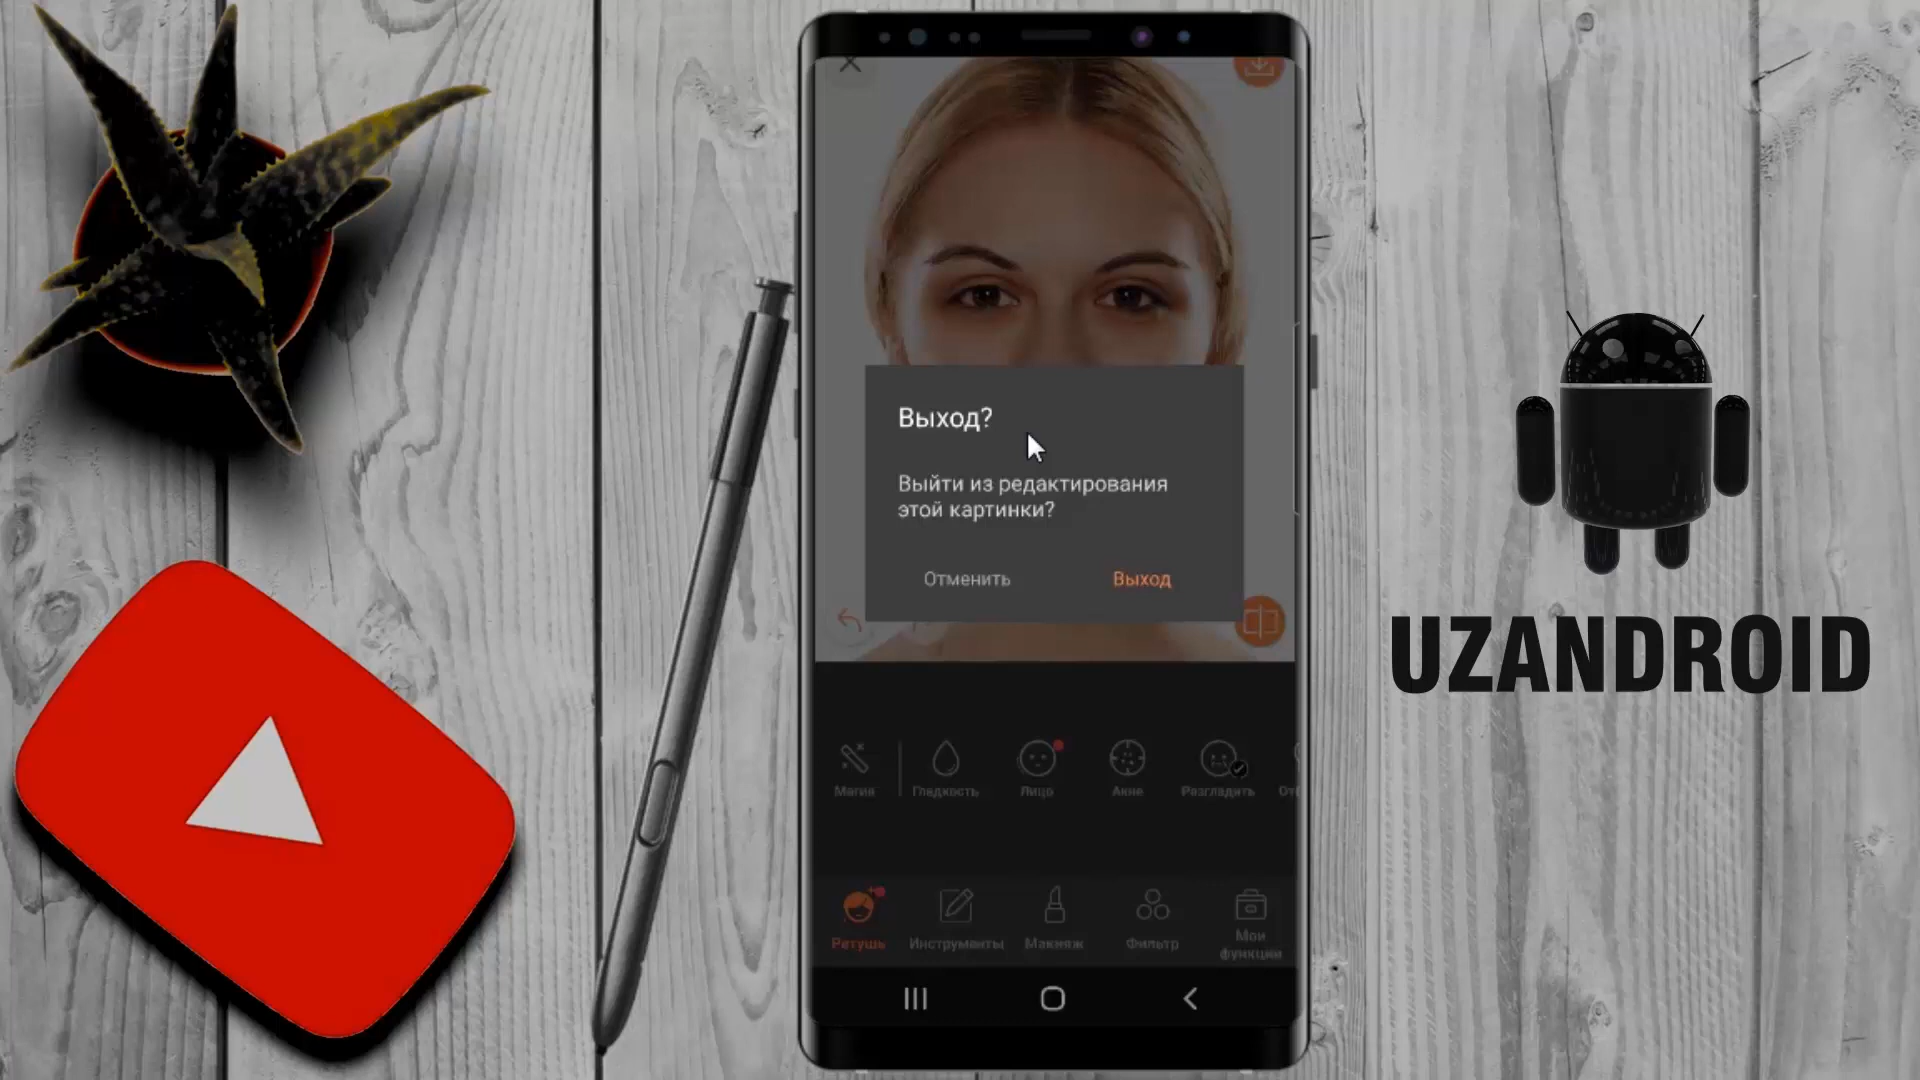 Выход?
Выйти из редактирования
этой картинки?
Отменить
Выход
UZANDROID
Магия
Гладкость
Лицо
Акне
Разгладить
Ретушь
Инструменты
Макияж
Фильтр
Мои
функции